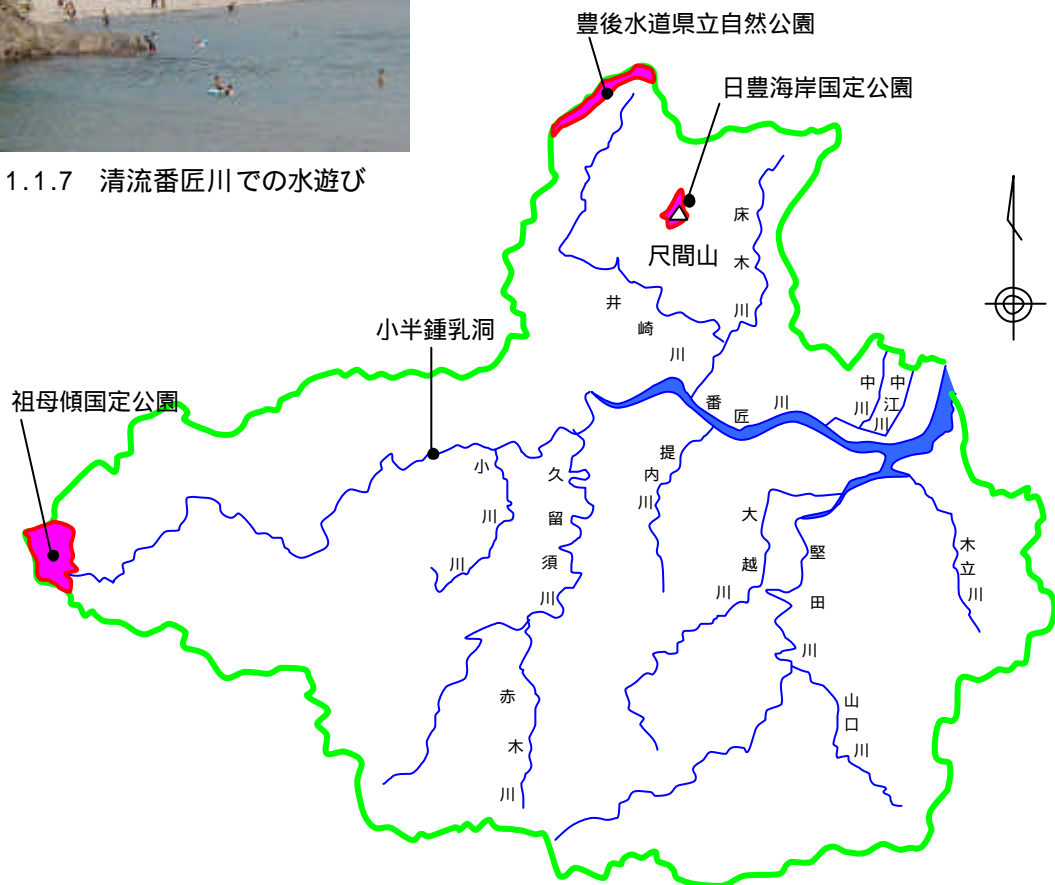 豊後水道県立自然公園
日豊海岸国定公園
1.1.7 清流番匠川での水遊び
床木川
尺間山
井崎川
小半鍾乳洞
中川
中江川
祖母傾国定公園
番匠川
提内川
小川
久留須川
大越川
堅田川
木立川
赤木川
山口川